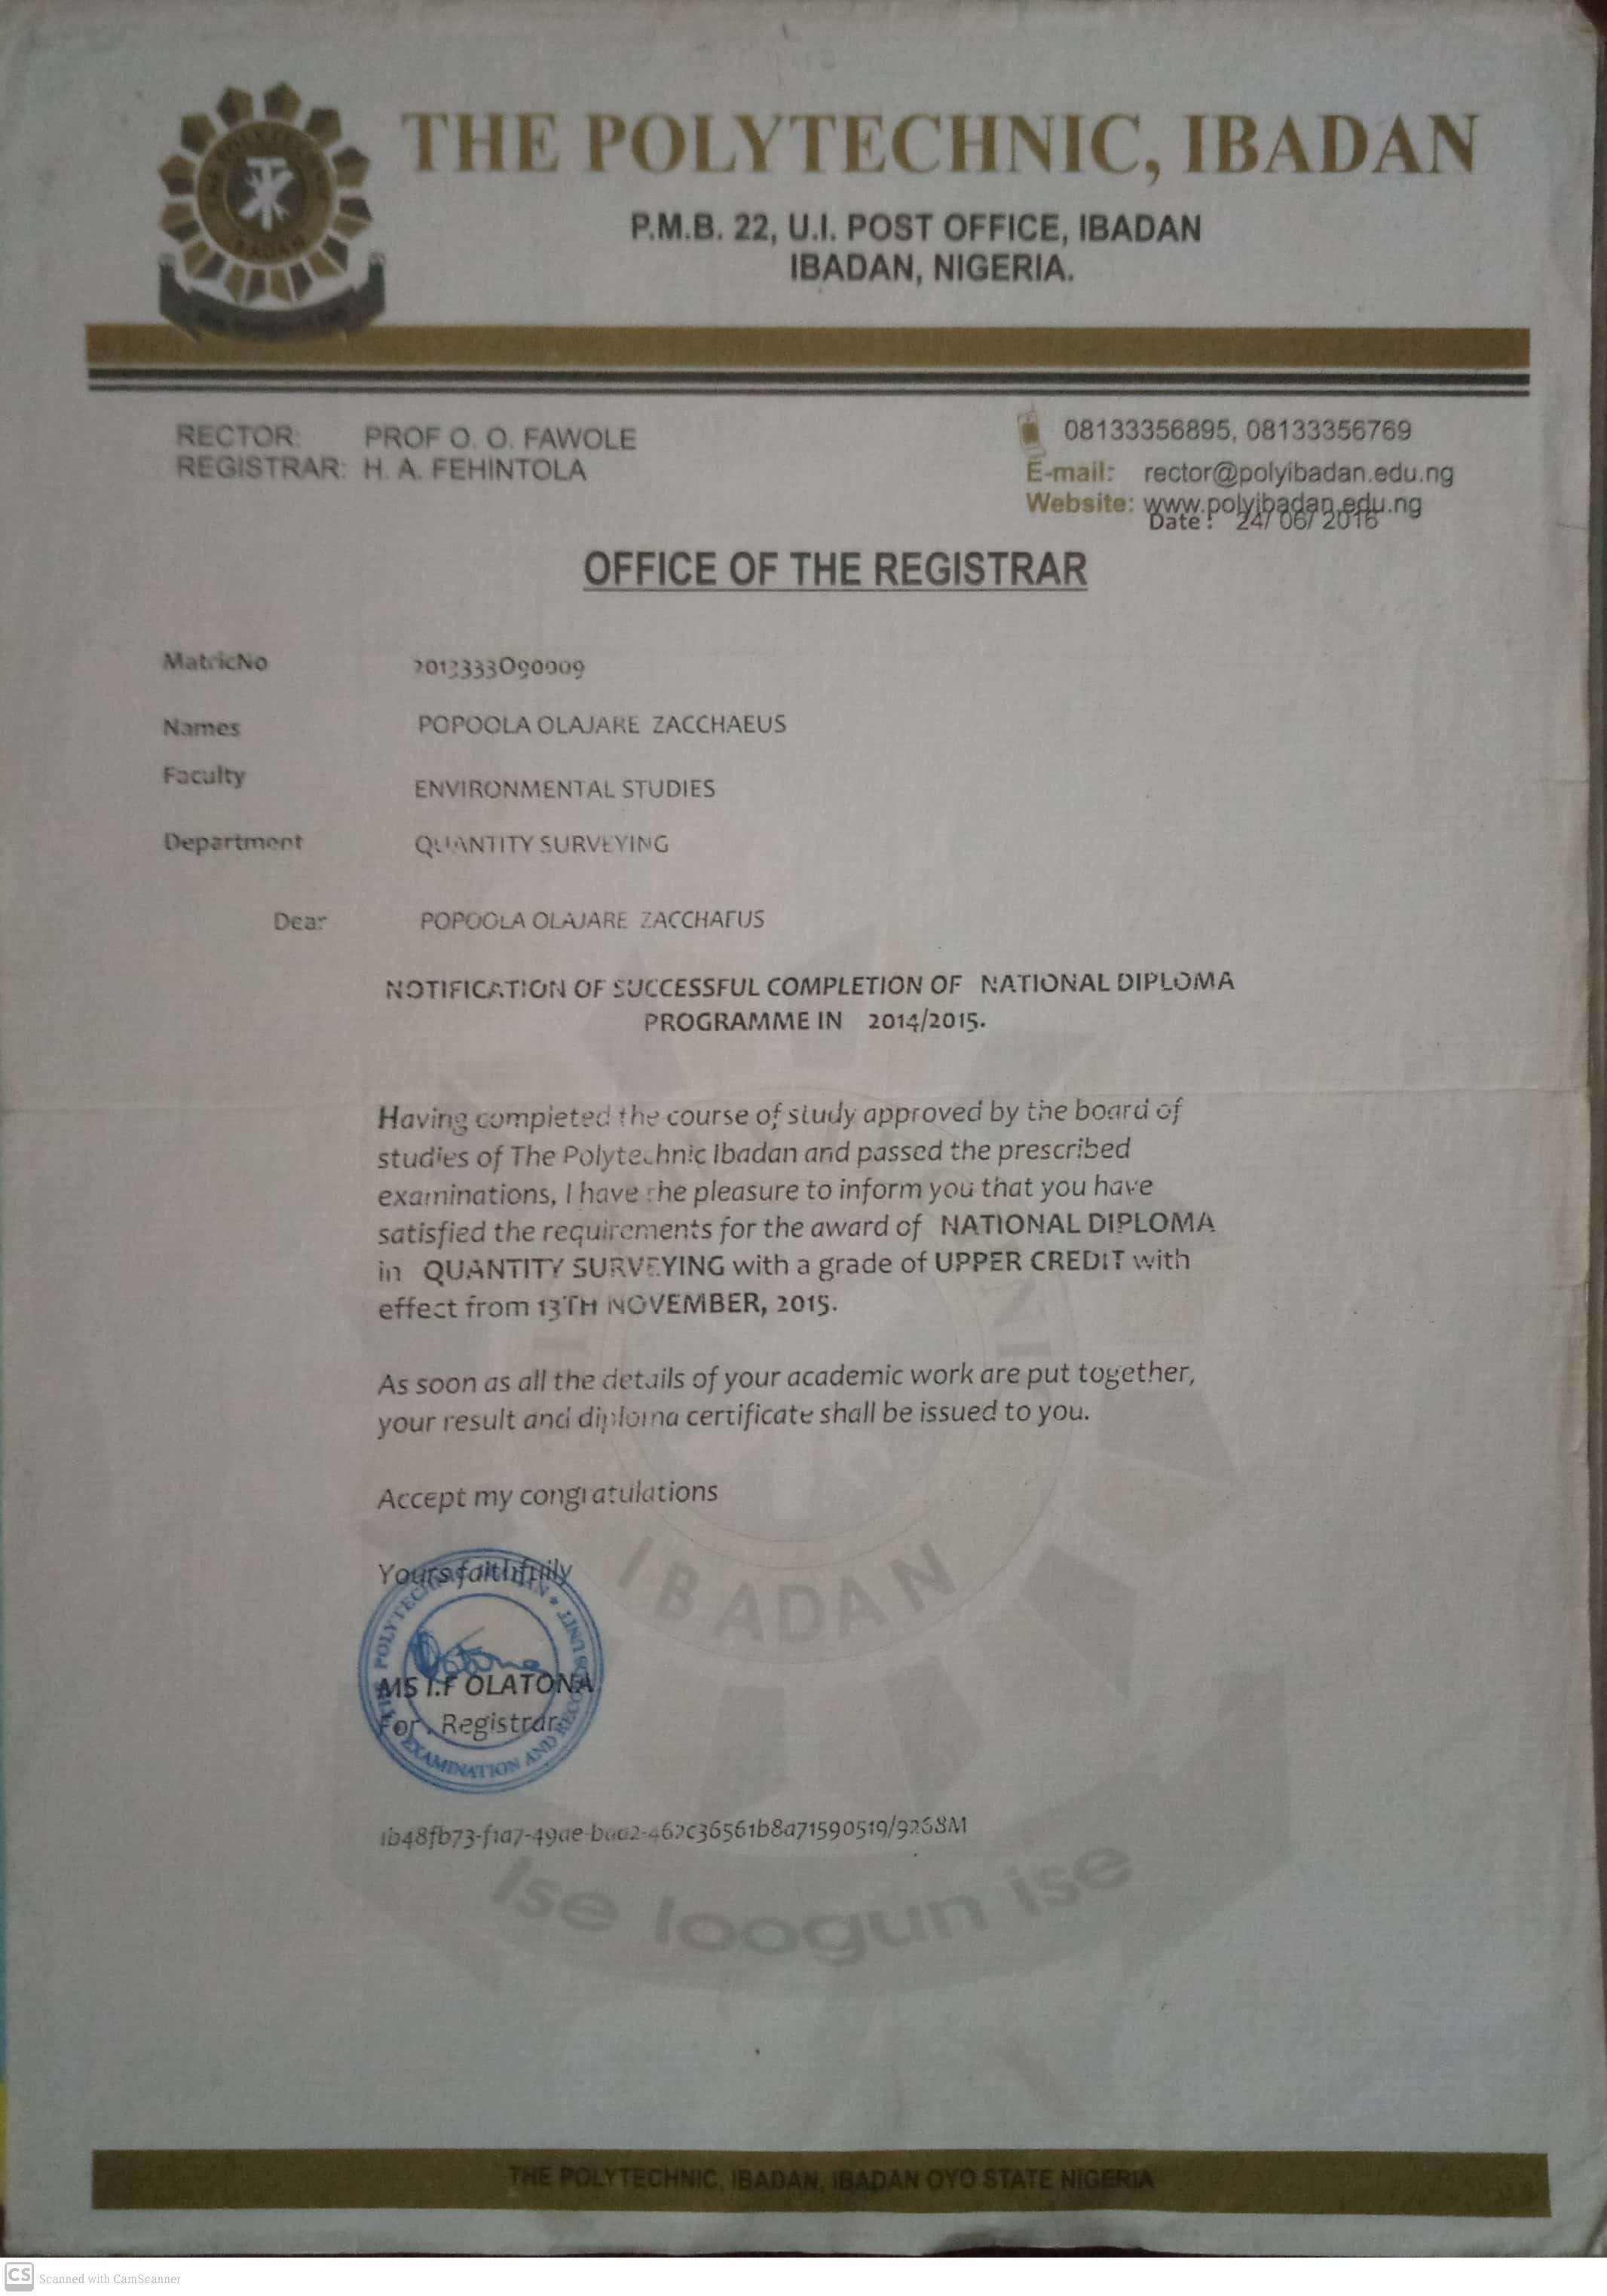 THE POLYTECHNIC, IBADAN
P.M.B. 22, U.I. POST OFFICE, IBADAN
IBADAN, NIGERIA.
RECTOR: PROF O. O. FAWOLE
REGISTRAR: H. A. FEHINTOLA
08133356895, 08133356769
E-mail: rector@polyibadan.edu.ng
Website: www.polyibadan.edu.ng
Date : 24/ 06/ 2016
OFFICE OF THE REGISTRAR
MatricNo
Names POPOOLA OLAJARE ZACCHAEUS
Faculty ENVIRONMENTAL STUDIES
Department QUANTITY SURVEYING
Dear POPOOLA OLAJARE ZACCHAEUS
NOTIFICATION OF SUCCESSFUL COMPLETION OF NATIONAL DIPLOMA
PROGRAMME IN 2014/2015.
Having completed the course of study approved by the board of
studies of The Polytechnic Ibadan and passed the prescribed
examinations, I have the pleasure to inform you that you have
satisfied the requirements for the award of NATIONAL DIPLOMA
in QUANTITY SURVEYING with a grade of UPPER CREDIT with
effect from 13TH NOVEMBER, 2015.
As soon as all the details of your academic work are put together,
your result and diploma certificate shall be issued to you.
Accept my congratulations
Yours faithfully
MS I.F OLATONA
For . Registrar
IBADAN
Ise loogun ise
THE POLYTECHNIC, IBADAN, IBADAN OYO STATE NIGERIA
CS Scanned with CamScanner